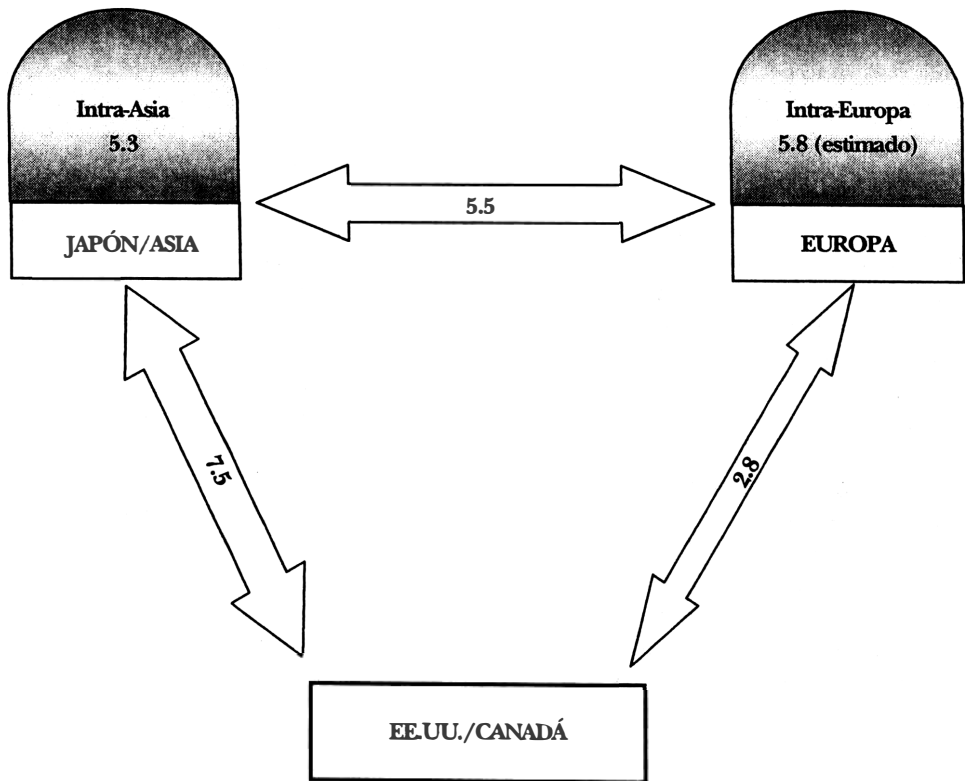 Intra-Asia
5.3
JAPÓN/ASIA
Intra-Europa
5.8 (estimado)
EUROPA
5.5
7.5
2.8
EE.UU./CANADÁ